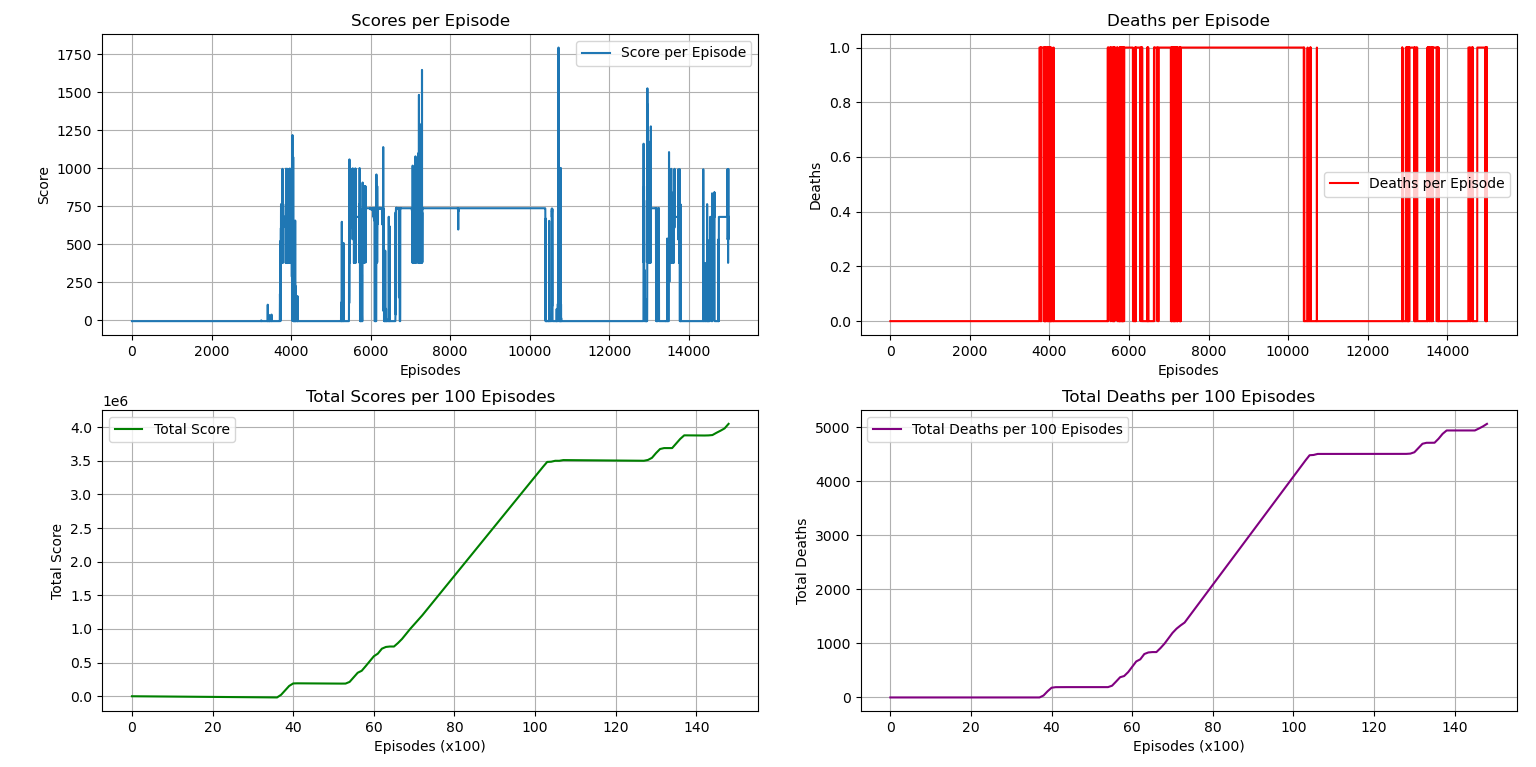 Scores per Episode
Score per Episode
1750
1500
1250
1000
750
500
250
0
Score
0 2000 4000 6000 8000 10000 12000 14000
Episodes
Deaths per Episode
Deaths per Episode
1.0
0.8
0.6
0.4
0.2
0.0
Deaths
0 2000 4000 6000 8000 10000 12000 14000
Episodes
Total Scores per 100 Episodes
1e6
Total Score
4.0
3.5
3.0
2.5
2.0
1.5
1.0
0.5
0.0
Total Score
0 20 40 60 80 100 120 140
Episodes (x100)
Total Deaths per 100 Episodes
Total Deaths per 100 Episodes
5000
4000
3000
2000
1000
0
Total Deaths
0 20 40 60 80 100 120 140
Episodes (x100)